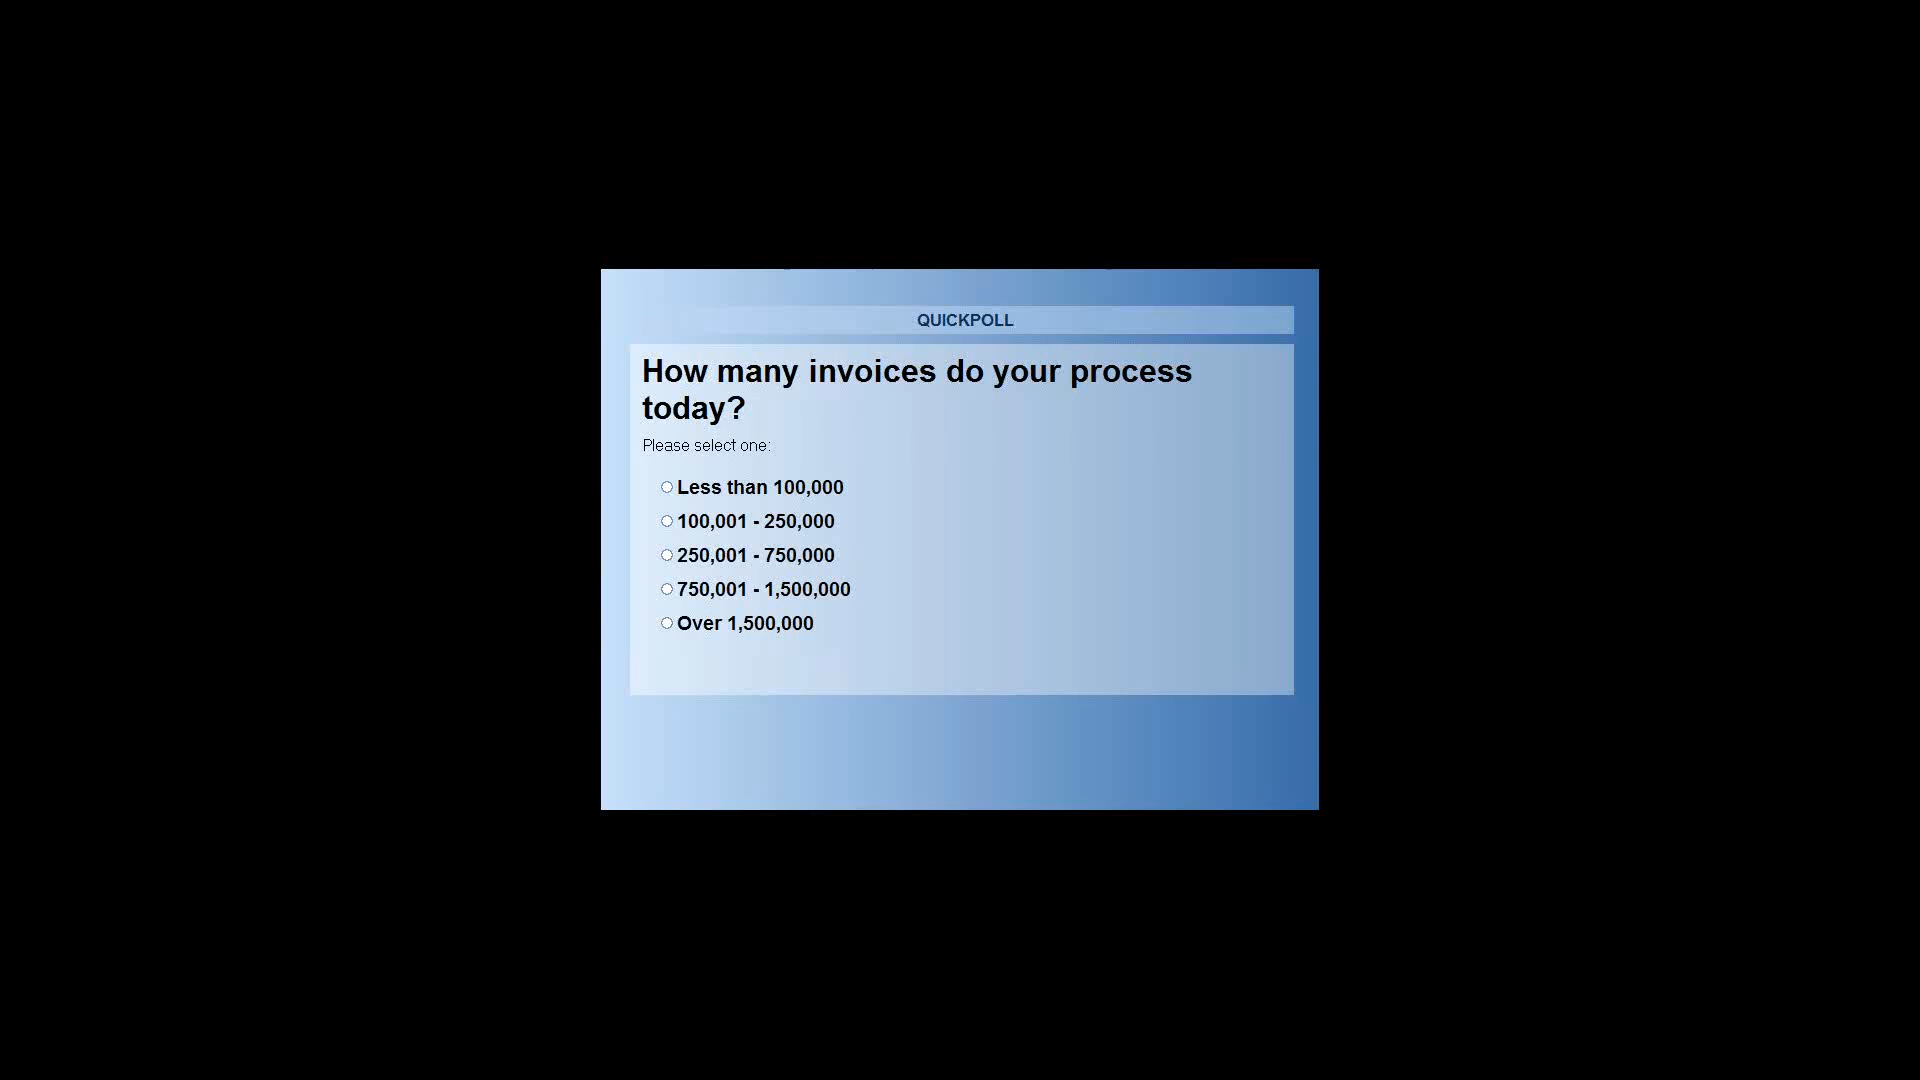 QUICKPOLL
How many invoices do your process
today?
Please select one:
Less than 100,000
100,001 - 250,000
250,001 - 750,000
750,001 - 1,500,000
Over 1,500,000